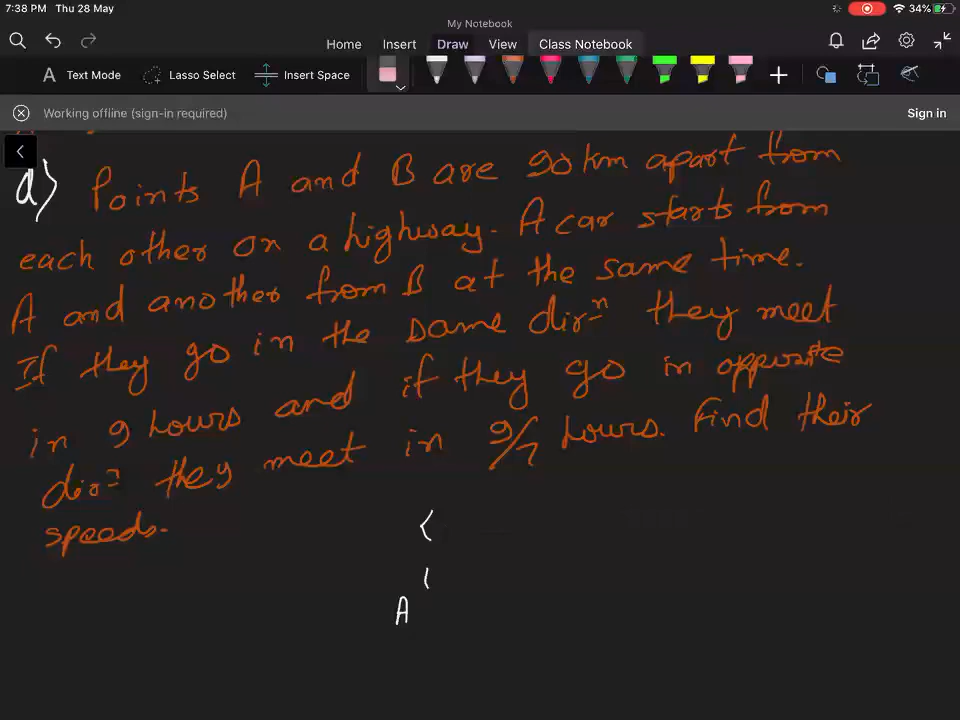 7:38 PM Thu 28 May
34%
My Notebook
Home Insert Draw View Class Notebook
Text Mode Lasso Select Insert Space
Working offline (sign-in required) Sign in
a) Points A and B are 90 km apart from
each other on a highway. A car starts from
A and another from B at the same time.
If they go in the same dirⁿ they meet
in 9 hours and if they go in opposite
dirⁿ they meet in 9/7 hours. Find their
speeds.
A